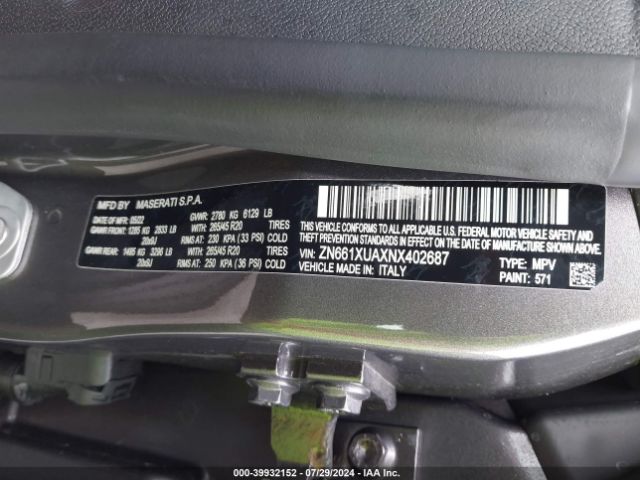 MFD BY MASERATI S.P.A.
DATE OF MFR: 05/22 GVWR: 2780 KG 6129 LB
GAWR FRONT: 1285 KG 2833 LB WITH: 265/45 R20 TIRES
20x9J RIMS AT: 230 KPA (33 PSI) COLD
GAWR REAR: 1495 KG 3296 LB WITH: 265/45 R20 TIRES
20x9J RIMS AT: 250 KPA (36 PSI) COLD
THIS VEHICLE CONFORMS TO ALL APPLICABLE U.S. FEDERAL MOTOR VEHICLE SAFETY
STANDARDS IN EFFECT ON THE DATE OF MANUFACTURE SHOWN ABOVE.
VIN: ZN661XUAXNX402687 TYPE: MPV
VEHICLE MADE IN: ITALY PAINT: 571
000-39932152 | 07/29/2024 | IAA Inc.